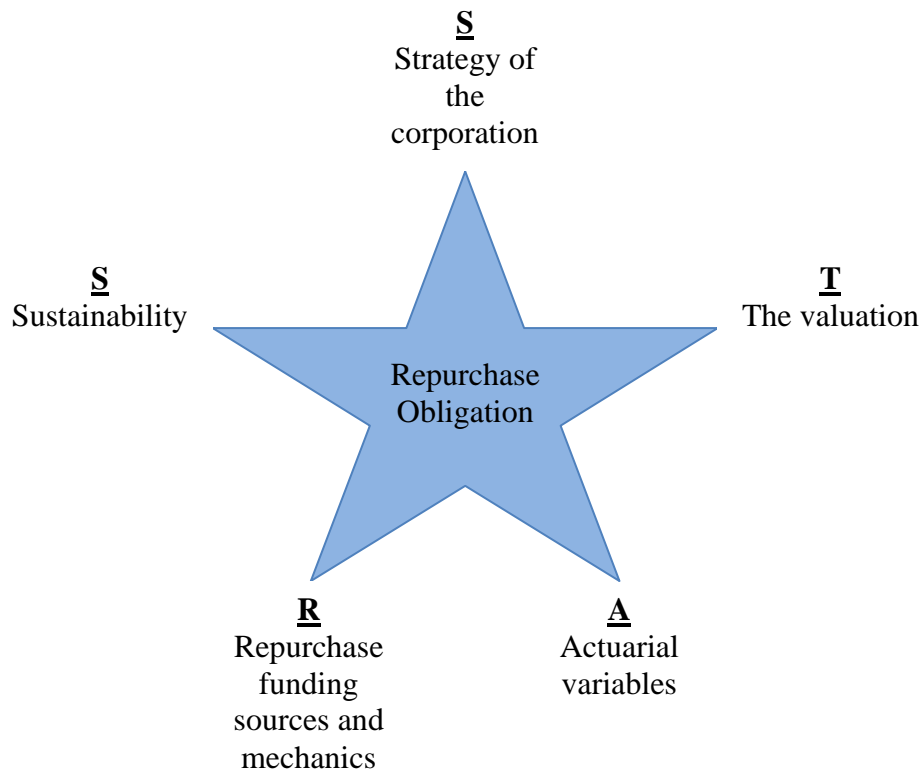 S
Strategy of
the
corporation
S
Sustainability
T
The valuation
Repurchase
Obligation
R
Repurchase
funding
sources and
mechanics
A
Actuarial
variables